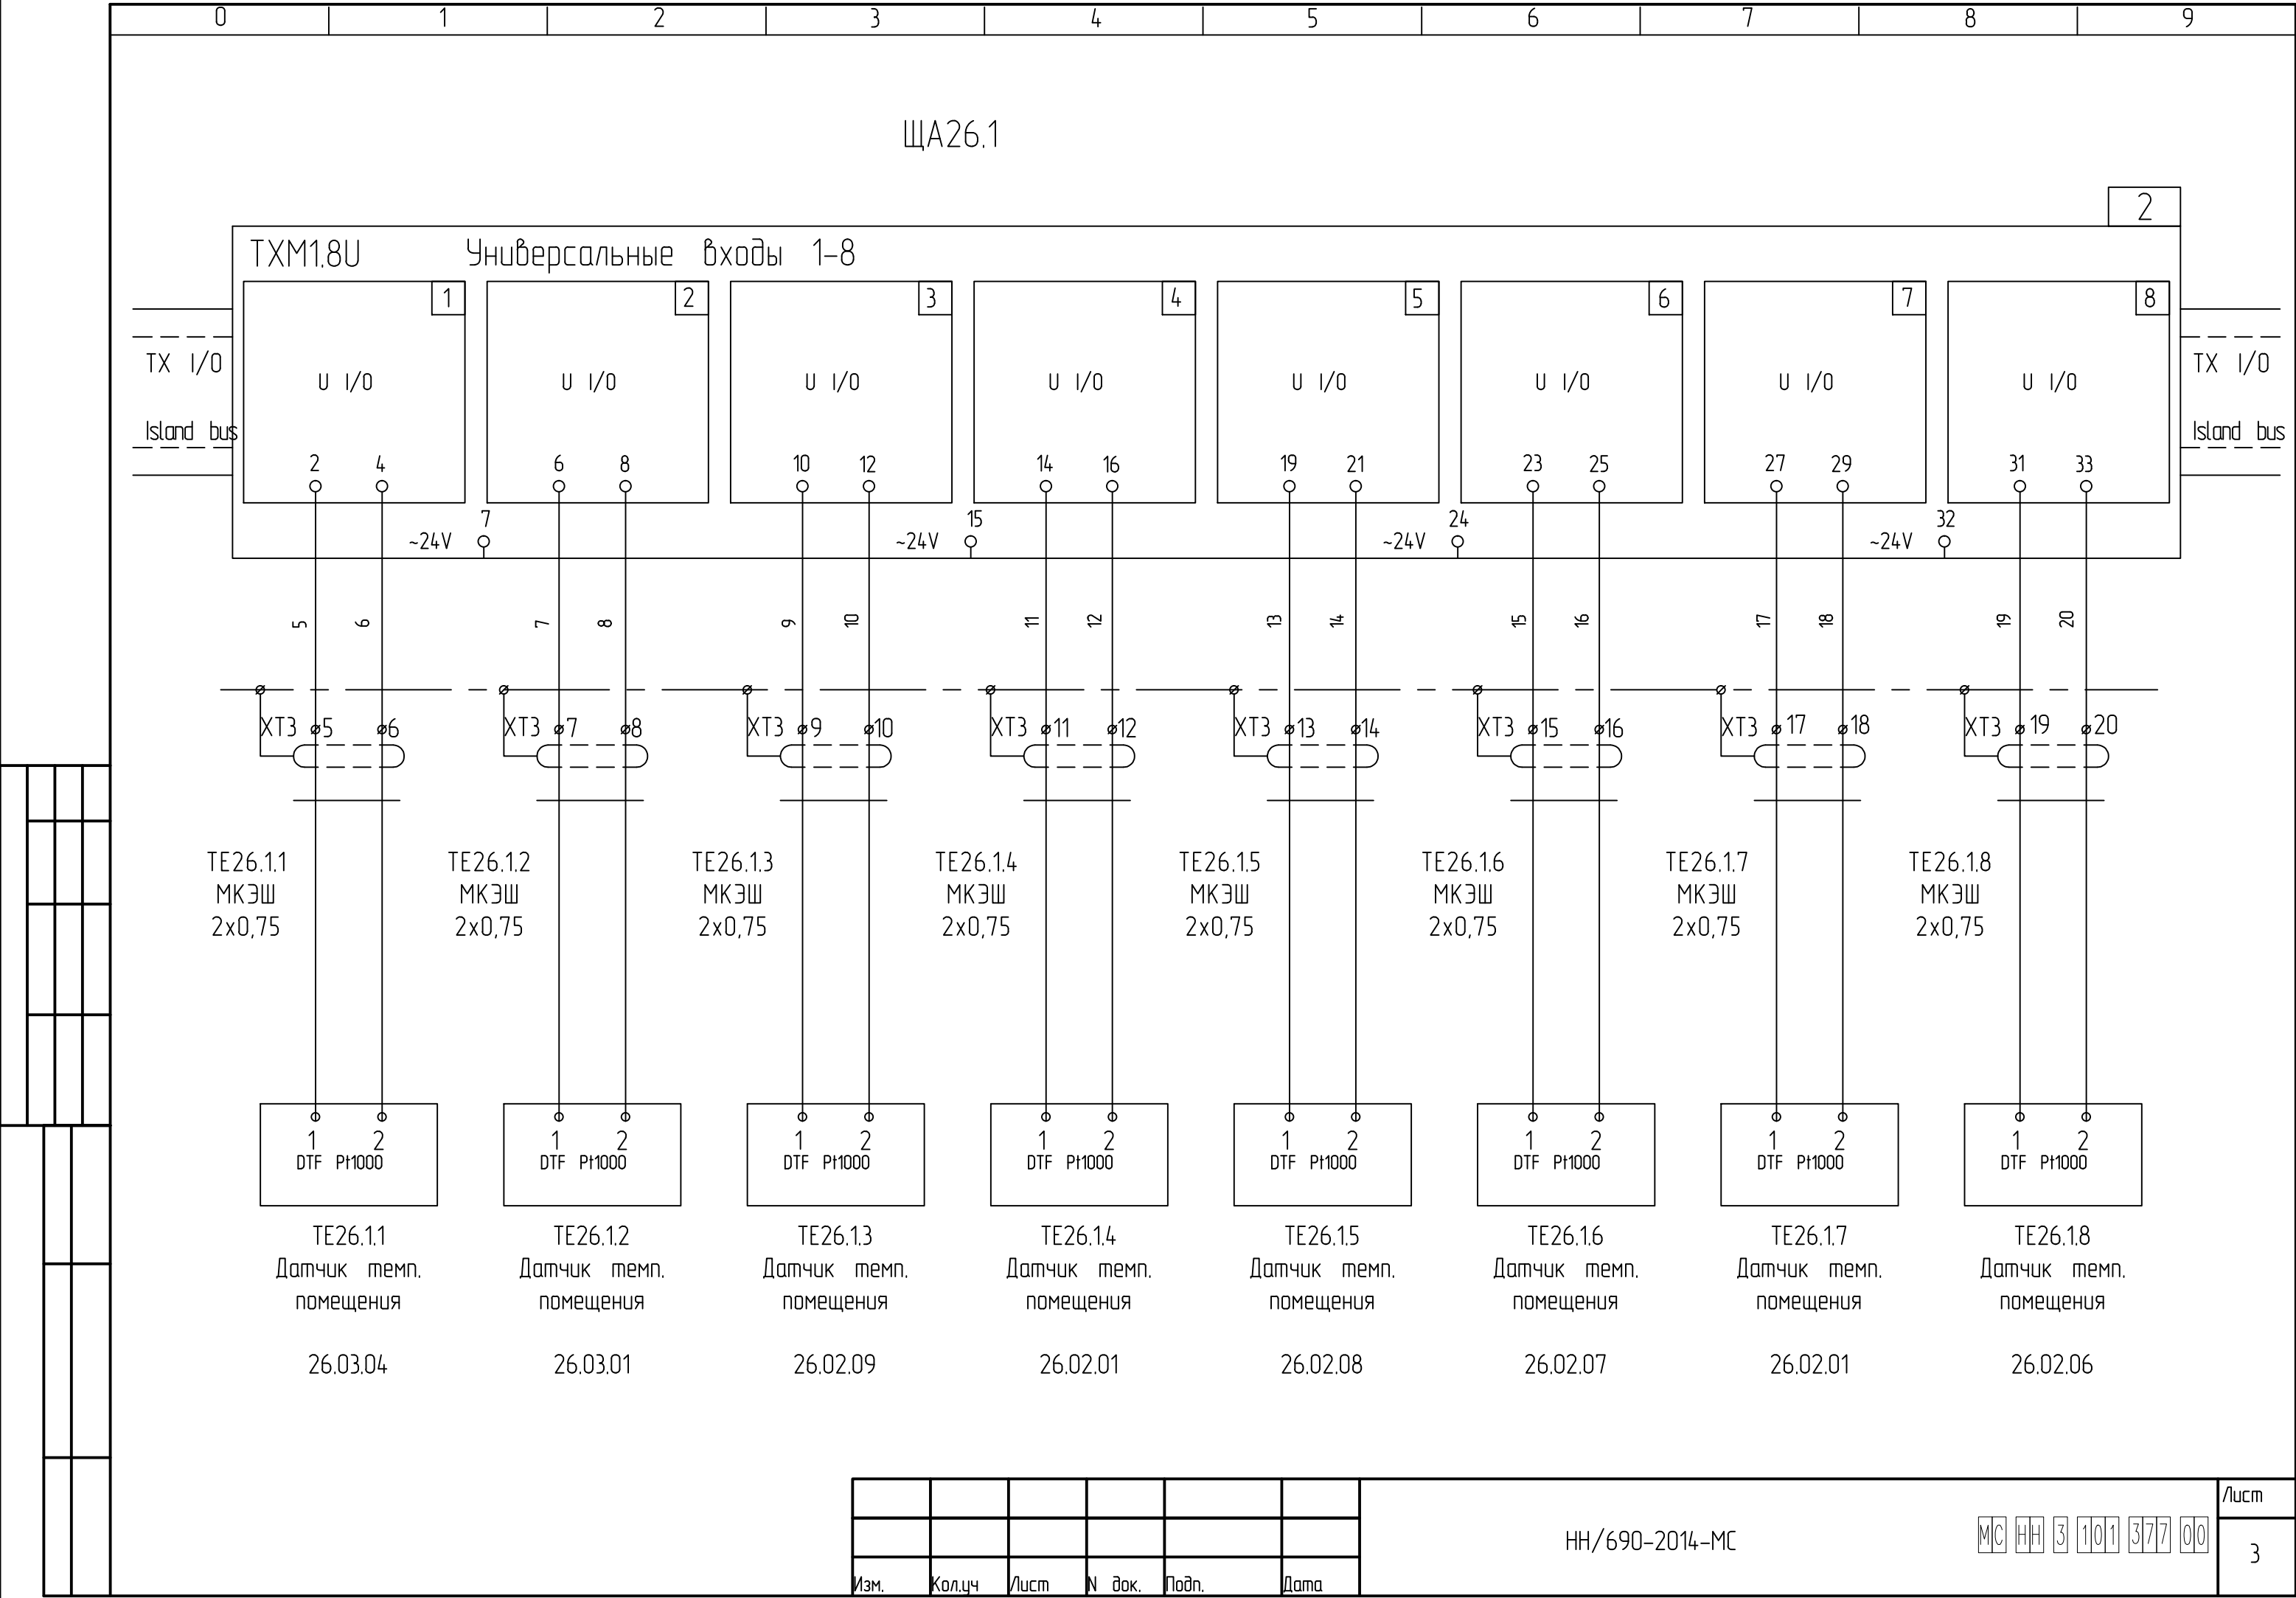 0 1 2 3 4 5 6 7 8 9
ЩА26.1
2
TXM1.8U Универсальные входы 1-8
1 2 3 4 5 6 7 8
TX I/O TX I/O
U I/O U I/O U I/O U I/O U I/O U I/O U I/O U I/O
Island bus Island bus
2 4 6 8 10 12 14 16 19 21 23 25 27 29 31 33
7 15 24 32
~24V ~24V ~24V ~24V
5 6 7 8 9 10 11 12 13 14 15 16 17 18 19 20
XT3 5 6 XT3 7 8 XT3 9 10 XT3 11 12 XT3 13 14 XT3 15 16 XT3 17 18 XT3 19 20
TE26.1.1 TE26.1.2 TE26.1.3 TE26.1.4 TE26.1.5 TE26.1.6 TE26.1.7 TE26.1.8
МКЭШ МКЭШ МКЭШ МКЭШ МКЭШ МКЭШ МКЭШ МКЭШ
2x0,75 2x0,75 2x0,75 2x0,75 2x0,75 2x0,75 2x0,75 2x0,75
1 2 1 2 1 2 1 2 1 2 1 2 1 2 1 2
DTF Pt1000 DTF Pt1000 DTF Pt1000 DTF Pt1000 DTF Pt1000 DTF Pt1000 DTF Pt1000 DTF Pt1000
TE26.1.1 TE26.1.2 TE26.1.3 TE26.1.4 TE26.1.5 TE26.1.6 TE26.1.7 TE26.1.8
Датчик темп. Датчик темп. Датчик темп. Датчик темп. Датчик темп. Датчик темп. Датчик темп. Датчик темп.
помещения помещения помещения помещения помещения помещения помещения помещения
26.03.04 26.03.01 26.02.09 26.02.01 26.02.08 26.02.07 26.02.01 26.02.06
Лист
НН/690-2014-МС МС НН 3 101 377 00
3
Изм. Кол.уч Лист N док. Подп. Дата